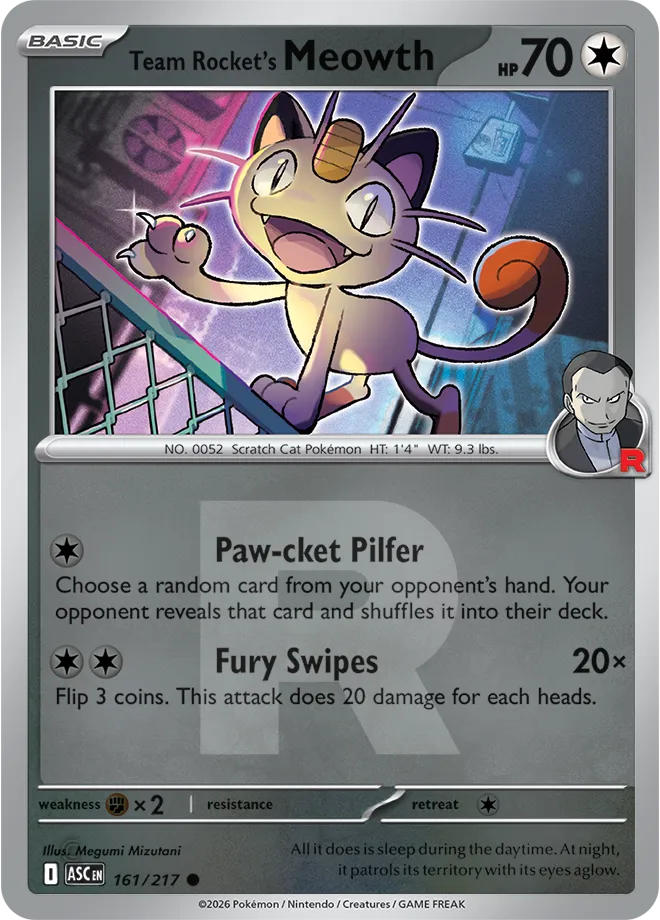 BASIC
Team Rocket's Meowth HP 70
R
NO. 0052 Scratch Cat Pokémon HT: 1'4" WT: 9.3 lbs.
Paw-cket Pilfer
Choose a random card from your opponent's hand. Your
opponent reveals that card and shuffles it into their deck.
Fury Swipes 20×
Flip 3 coins. This attack does 20 damage for each heads.
R
weakness ×2 resistance retreat
Illus. Megumi Mizutani
All it does is sleep during the daytime. At night,
it patrols its territory with its eyes aglow.
ASC EN 161/217
©2026 Pokémon / Nintendo / Creatures / GAME FREAK